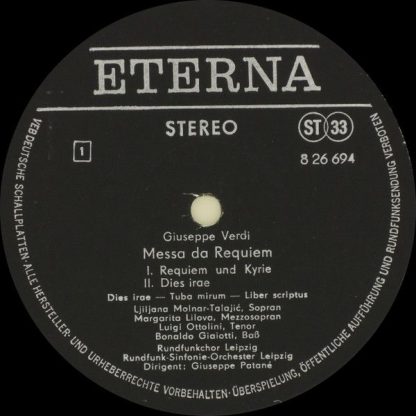 ETERNA
STEREO
ST 33
1
8 26 694
Giuseppe Verdi
Messa da Requiem
I. Requiem und Kyrie
II. Dies irae
Dies irae — Tuba mirum — Liber scriptus
Ljiljana Molnar-Talajić, Sopran
Margarita Lilova, Mezzosopran
Luigi Ottolini, Tenor
Bonaldo Giaiotti, Baß
Rundfunkchor Leipzig
Rundfunk-Sinfonie-Orchester Leipzig
Dirigent: Giuseppe Patané
VEB DEUTSCHE SCHALLPLATTEN · ALLE HERSTELLER- UND URHEBERRECHTE VORBEHALTEN · ÜBERSPIELUNG, ÖFFENTLICHE AUFFÜHRUNG UND RUNDFUNKSENDUNG VERBOTEN